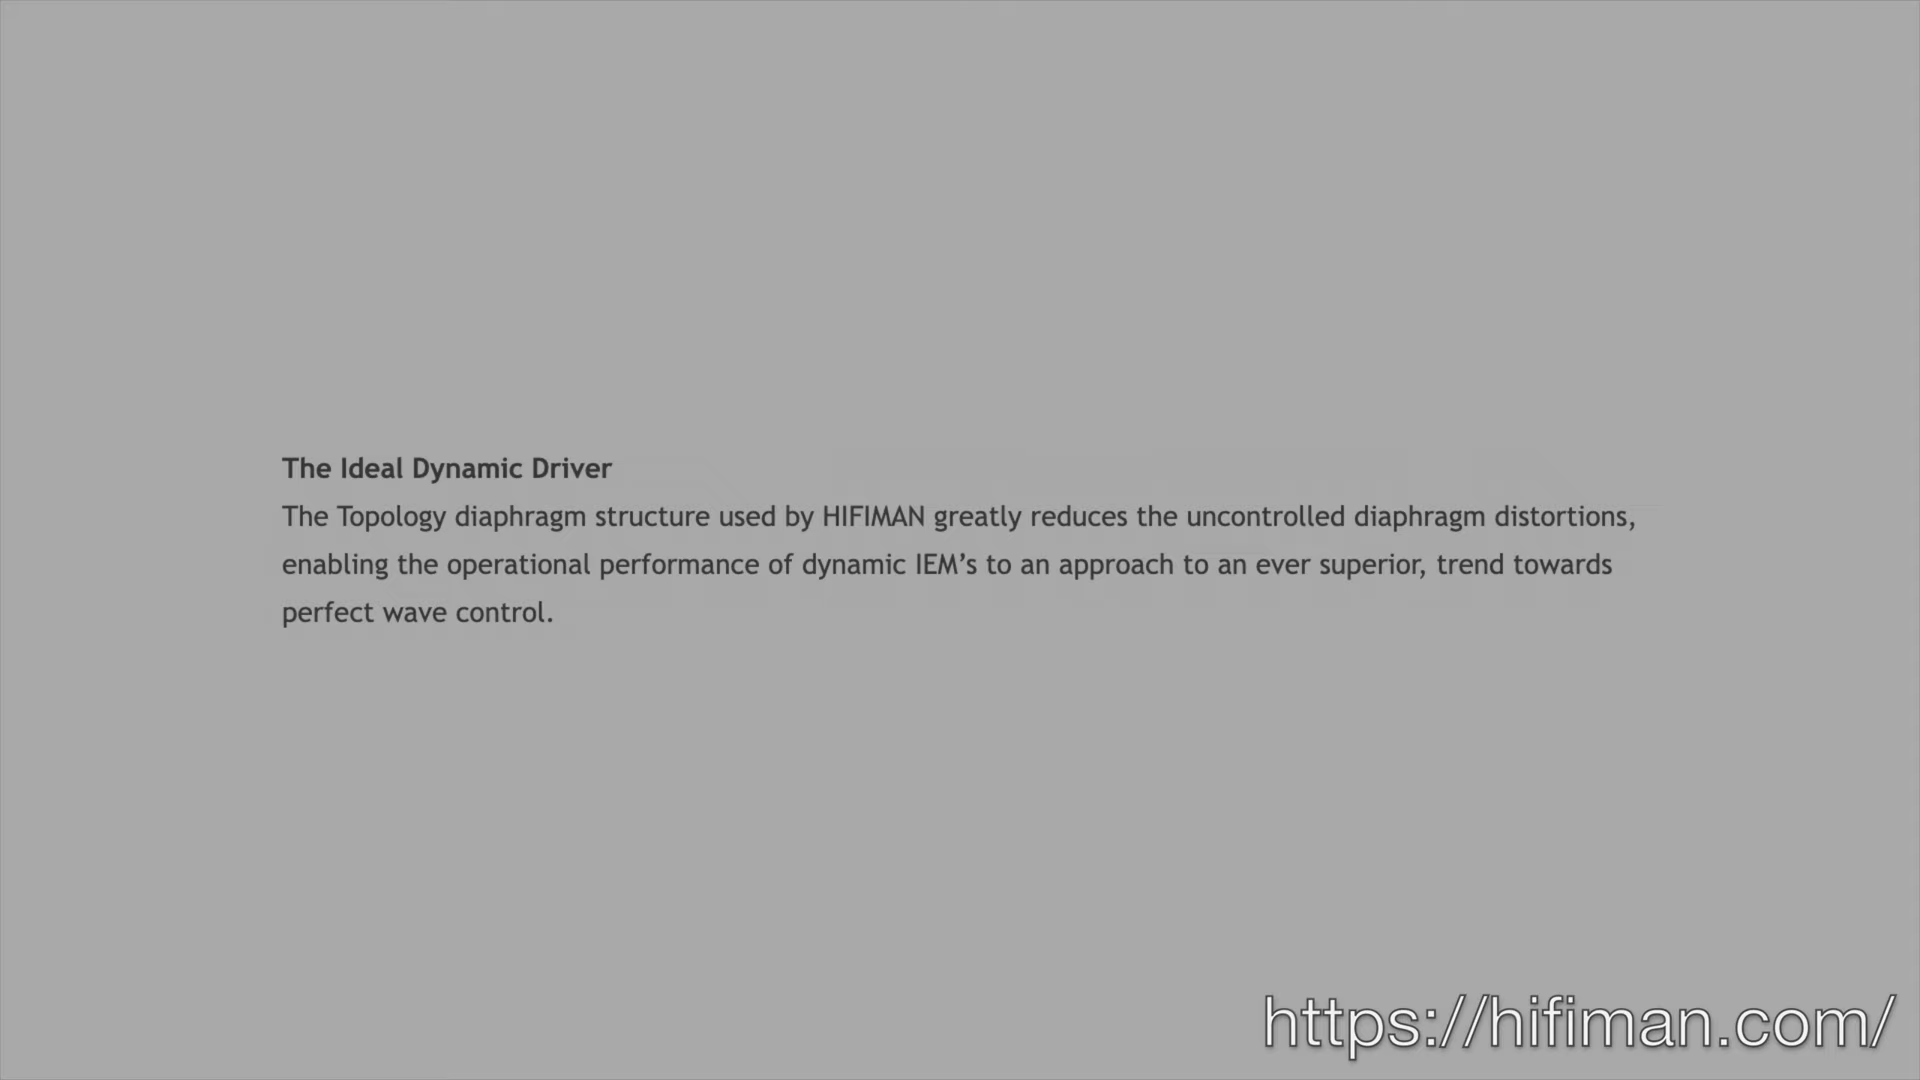 The Ideal Dynamic Driver
The Topology diaphragm structure used by HIFIMAN greatly reduces the uncontrolled diaphragm distortions,
enabling the operational performance of dynamic IEM’s to an approach to an ever superior, trend towards
perfect wave control.
https://hifiman.com/